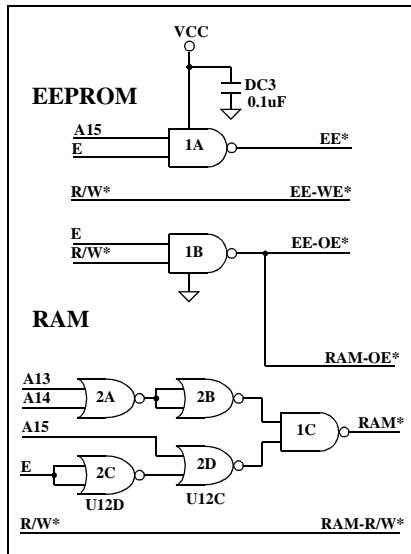 VCC
DC3
0.1uF
EEPROM
A15
E
1A
EE*
R/W*
EE-WE*
E
R/W*
1B
EE-OE*
RAM
RAM-OE*
A13
A14
2A
2B
A15
1C
RAM*
E
2C
2D
U12D
U12C
R/W*
RAM-R/W*